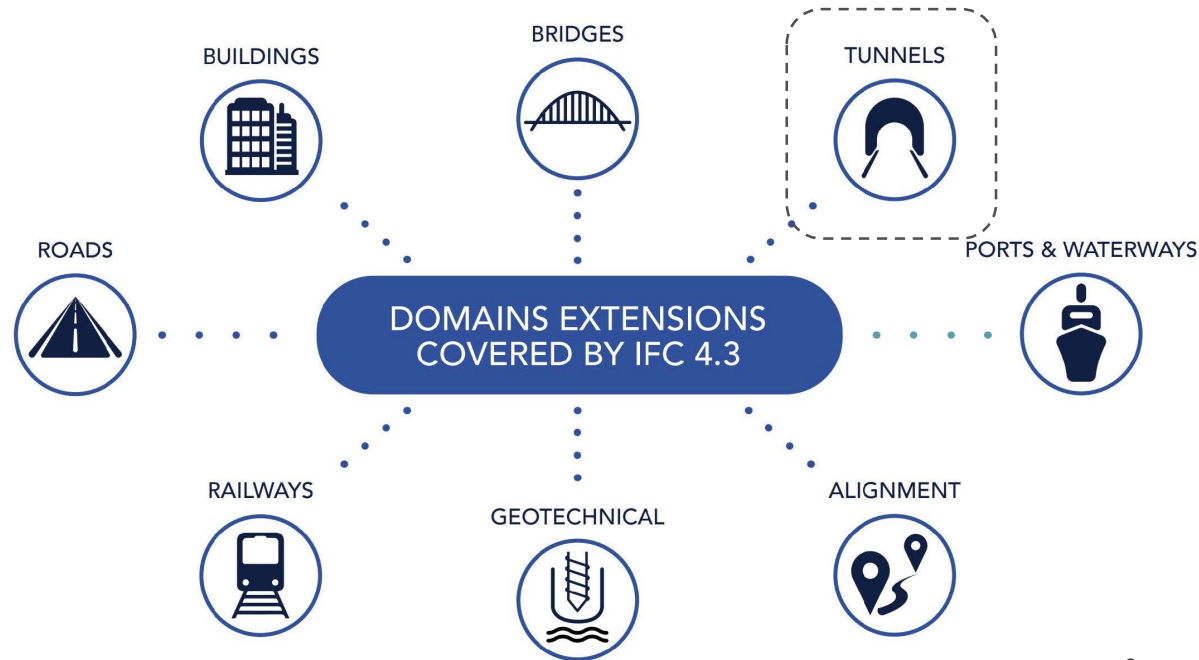 BRIDGES
BUILDINGS
TUNNELS
ROADS
PORTS & WATERWAYS
DOMAINS EXTENSIONS
COVERED BY IFC 4.3
RAILWAYS
GEOTECHNICAL
ALIGNMENT